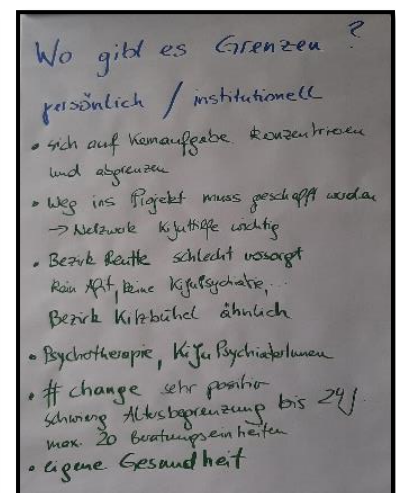 Wo gibt es Grenzen?
persönlich / institutionell
• sich auf Kernaufgabe konzentrieren
und abgrenzen
• Weg ins Projekt muss geschafft werden
→ Netzwerk Kijuhilfe wichtig
• Bezirk Reutte schlecht versorgt
kein Amt, keine KijuPsychiatrie,..
Bezirk Kitzbühel ähnlich
• Psychotherapie, KiJu PsychiaterInnen
• # change sehr positiv
schwierig Altersbegrenzung bis 24J.
max. 20 Beratungseinheiten
• eigene Gesundheit